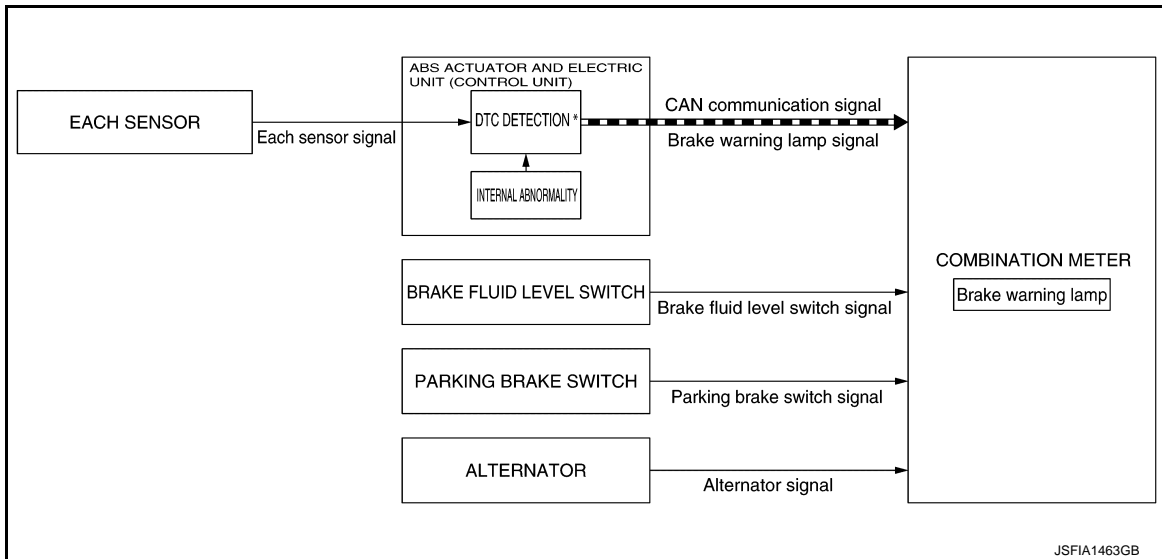 ABS ACTUATOR AND ELECTRIC
UNIT (CONTROL UNIT)
EACH SENSOR
Each sensor signal
DTC DETECTION *
INTERNAL ABNORMALITY
CAN communication signal
Brake warning lamp signal
BRAKE FLUID LEVEL SWITCH
Brake fluid level switch signal
PARKING BRAKE SWITCH
Parking brake switch signal
ALTERNATOR
Alternator signal
COMBINATION METER
Brake warning lamp
JSFIA1463GB